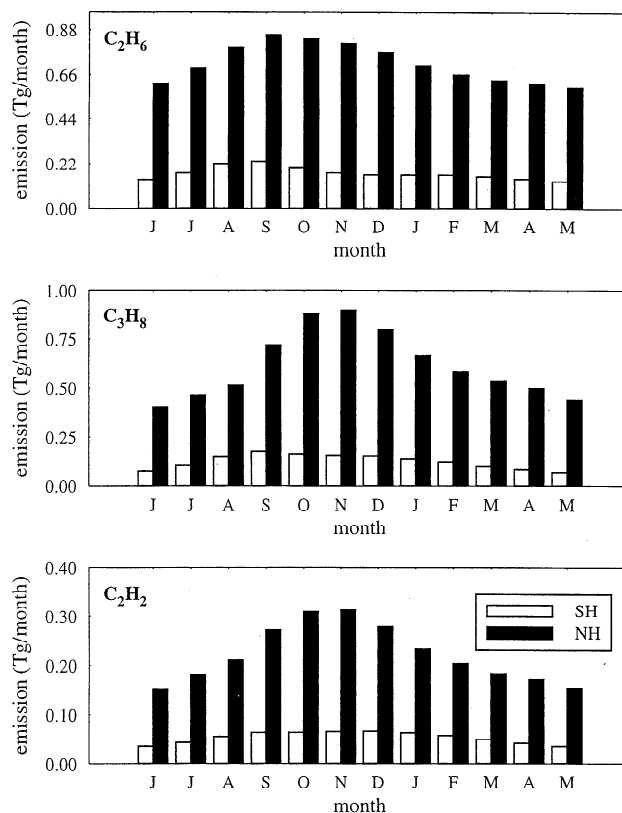 C2H6
emission (Tg/month)
0.88
0.66
0.44
0.22
0.00
J J A S O N D J F M A M
month
C3H8
emission (Tg/month)
1.00
0.75
0.50
0.25
0.00
J J A S O N D J F M A M
month
C2H2
emission (Tg/month)
0.40
0.30
0.20
0.10
0.00
SH
NH
J J A S O N D J F M A M
month